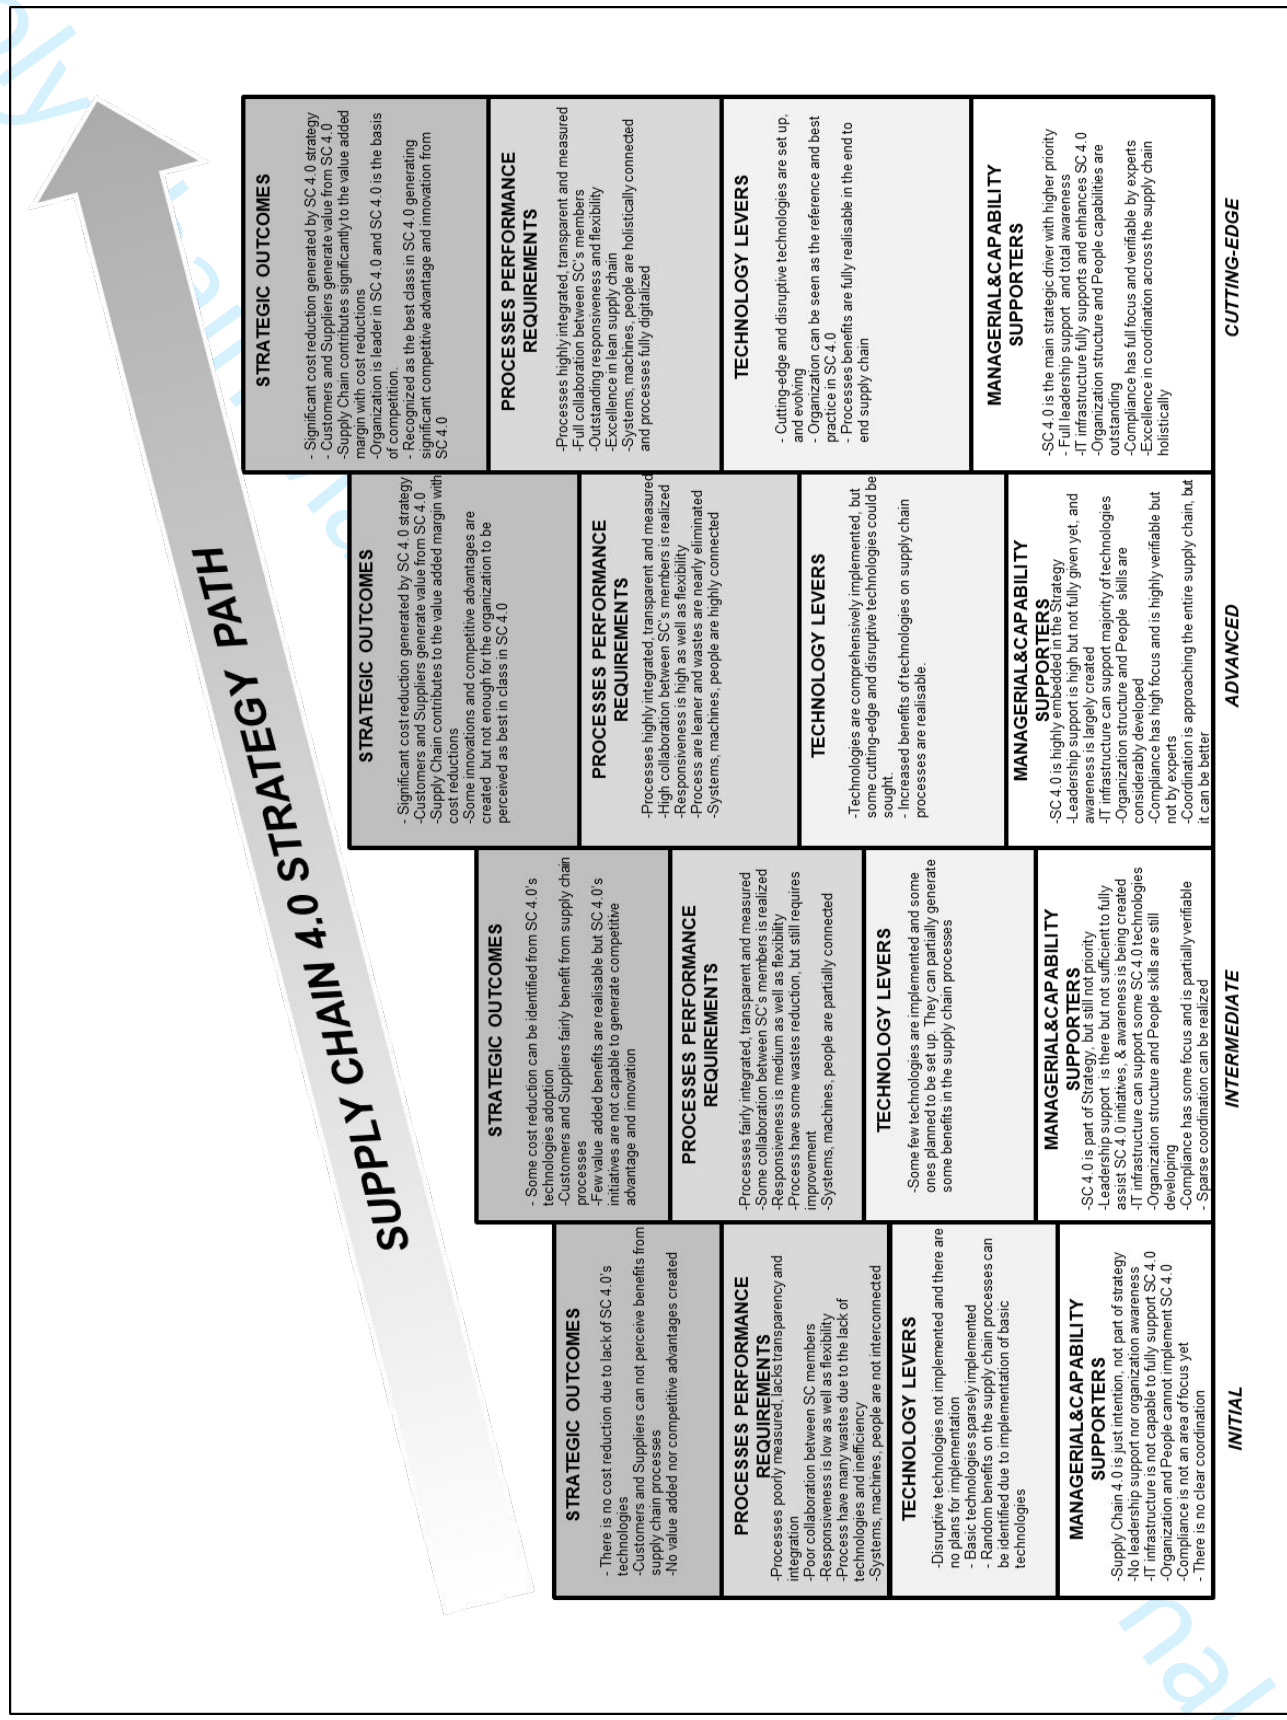 SUPPLY CHAIN 4.0 STRATEGY PATH
STRATEGIC OUTCOMES
- There is no cost reduction due to lack of SC 4.0's
technologies
-Customers and Suppliers can not perceive benefits from
supply chain processes
-No value added nor competitive advantages created
PROCESSES PERFORMANCE
REQUIREMENTS
-Processes poorly measured, lacks transparency and
integration
-Poor collaboration between SC members
-Responsiveness is low as well as flexibility
-Process have many wastes due to the lack of
technologies and inefficiency
-Systems, machines, people are not interconnected
TECHNOLOGY LEVERS
-Disruptive technologies not implemented and there are
no plans for implementation
- Basic technologies sparsely implemented
- Random benefits on the supply chain processes can
be identified due to implementation of basic
technologies
MANAGERIAL&CAPABILITY
SUPPORTERS
-Supply Chain 4.0 is just intention, not part of strategy
-No leadership support nor organization awareness
-IT infrastructure is not capable to fully support SC 4.0
-Organization and People cannot implement SC 4.0
-Compliance is not an area of focus yet
- There is no clear coordination
INITIAL
STRATEGIC OUTCOMES
- Some cost reduction can be identified from SC 4.0's
technologies adoption
-Customers and Suppliers fairly benefit from supply chain
processes
-Few value added benefits are realisable but SC 4.0's
initiatives are not capable to generate competitive
advantage and innovation
PROCESSES PERFORMANCE
REQUIREMENTS
-Processes fairly integrated, transparent and measured
-Some collaboration between SC's members is realized
-Responsiveness is medium as well as flexibility
-Process have some wastes reduction, but still requires
improvement
-Systems, machines, people are partially connected
TECHNOLOGY LEVERS
-Some few technologies are implemented and some
ones planned to be set up. They can partially generate
some benefits in the supply chain processes
MANAGERIAL&CAPABILITY
SUPPORTERS
-SC 4.0 is part of Strategy, but still not priority
-Leadership support is there but not sufficient to fully
assist SC 4.0 initiatives, & awareness is being created
-IT infrastructure can support some SC 4.0 technologies
-Organization structure and People skills are still
developing
-Compliance has some focus and is partially verifiable
- Sparse coordination can be realized
INTERMEDIATE
STRATEGIC OUTCOMES
- Significant cost reduction generated by SC 4.0 strategy
-Customers and Suppliers generate value from SC 4.0
-Supply Chain contributes to the value added margin with
cost reductions
-Some innovations and competitive advantages are
created but not enough for the organization to be
perceived as best in class in SC 4.0
PROCESSES PERFORMANCE
REQUIREMENTS
-Processes highly integrated, transparent and measured
-High collaboration between SC's members is realized
-Responsiveness is high as well as flexibility
-Process are leaner and wastes are nearly eliminated
-Systems, machines, people are highly connected
TECHNOLOGY LEVERS
-Technologies are comprehensively implemented, but
some cutting-edge and disruptive technologies could be
sought.
- Increased benefits of technologies on supply chain
processes are realisable.
MANAGERIAL&CAPABILITY
SUPPORTERS
-SC 4.0 is highly embedded in the Strategy
-Leadership support is high but not fully given yet, and
awareness is largely created
-IT infrastructure can support majority of technologies
-Organization structure and People skills are
considerably developed
-Compliance has high focus and is highly verifiable but
not by experts
-Coordination is approaching the entire supply chain, but
it can be better
ADVANCED
STRATEGIC OUTCOMES
- Significant cost reduction generated by SC 4.0 strategy
- Customers and Suppliers generate value from SC 4.0
-Supply Chain contributes significantly to the value added
margin with cost reductions
-Organization is leader in SC 4.0 and SC 4.0 is the basis
of competition.
- Recognized as the best class in SC 4.0 generating
significant competitive advantage and innovation from
SC 4.0
PROCESSES PERFORMANCE
REQUIREMENTS
-Processes highly integrated, transparent and measured
-Full collaboration between SC's members
-Outstanding responsiveness and flexibility
-Excellence in lean supply chain
-Systems, machines, people are holistically connected
and processes fully digitalized
TECHNOLOGY LEVERS
- Cutting-edge and disruptive technologies are set up,
and evolving
- Organization can be seen as the reference and best
practice in SC 4.0
- Processes benefits are fully realisable in the end to
end supply chain
MANAGERIAL&CAPABILITY
SUPPORTERS
-SC 4.0 is the main strategic driver with higher priority
- Full leadership support and total awareness
-IT infrastructure fully supports and enhances SC 4.0
-Organization structure and People capabilities are
outstanding
-Compliance has full focus and verifiable by experts
-Excellence in coordination across the supply chain
holistically
CUTTING-EDGE